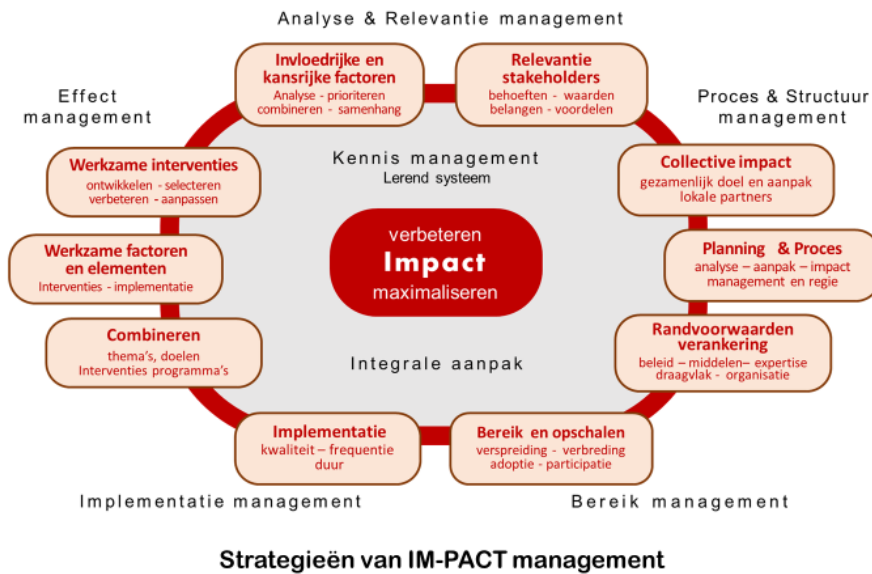 Analyse & Relevantie management
Invloedrijke en
kansrijke factoren
Analyse - prioriteren
combineren - samenhang
Relevantie
stakeholders
behoeften - waarden
belangen - voordelen
Effect
management
Proces & Structuur
management
Werkzame interventies
ontwikkelen - selecteren
verbeteren - aanpassen
Kennis management
Lerend systeem
Collective impact
gezamenlijk doel en aanpak
lokale partners
Werkzame factoren
en elementen
Interventies - implementatie
verbeteren
Impact
maximaliseren
Planning & Proces
analyse – aanpak – impact
management en regie
Combineren
thema's, doelen
Interventies programma's
Integrale aanpak
Randvoorwaarden
verankering
beleid – middelen– expertise
draagvlak - organisatie
Implementatie
kwaliteit – frequentie
duur
Bereik en opschalen
verspreiding - verbreding
adoptie - participatie
Implementatie management
Bereik management
Strategieën van IM-PACT management